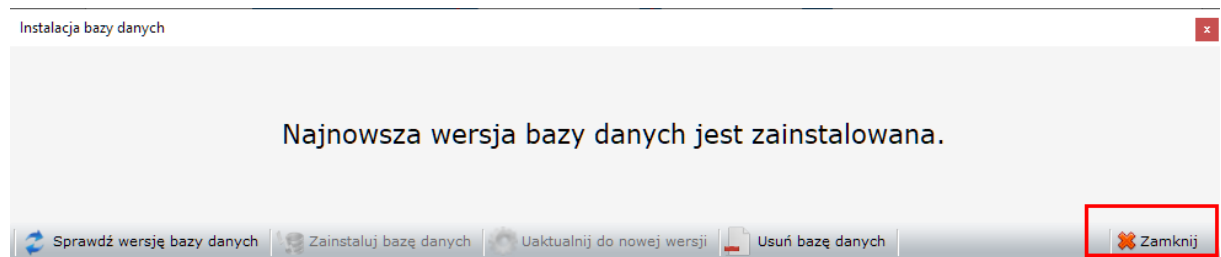 Instalacja bazy danych
x
Najnowsza wersja bazy danych jest zainstalowana.
Sprawdź wersję bazy danych Zainstaluj bazę danych Uaktualnij do nowej wersji Usuń bazę danych Zamknij